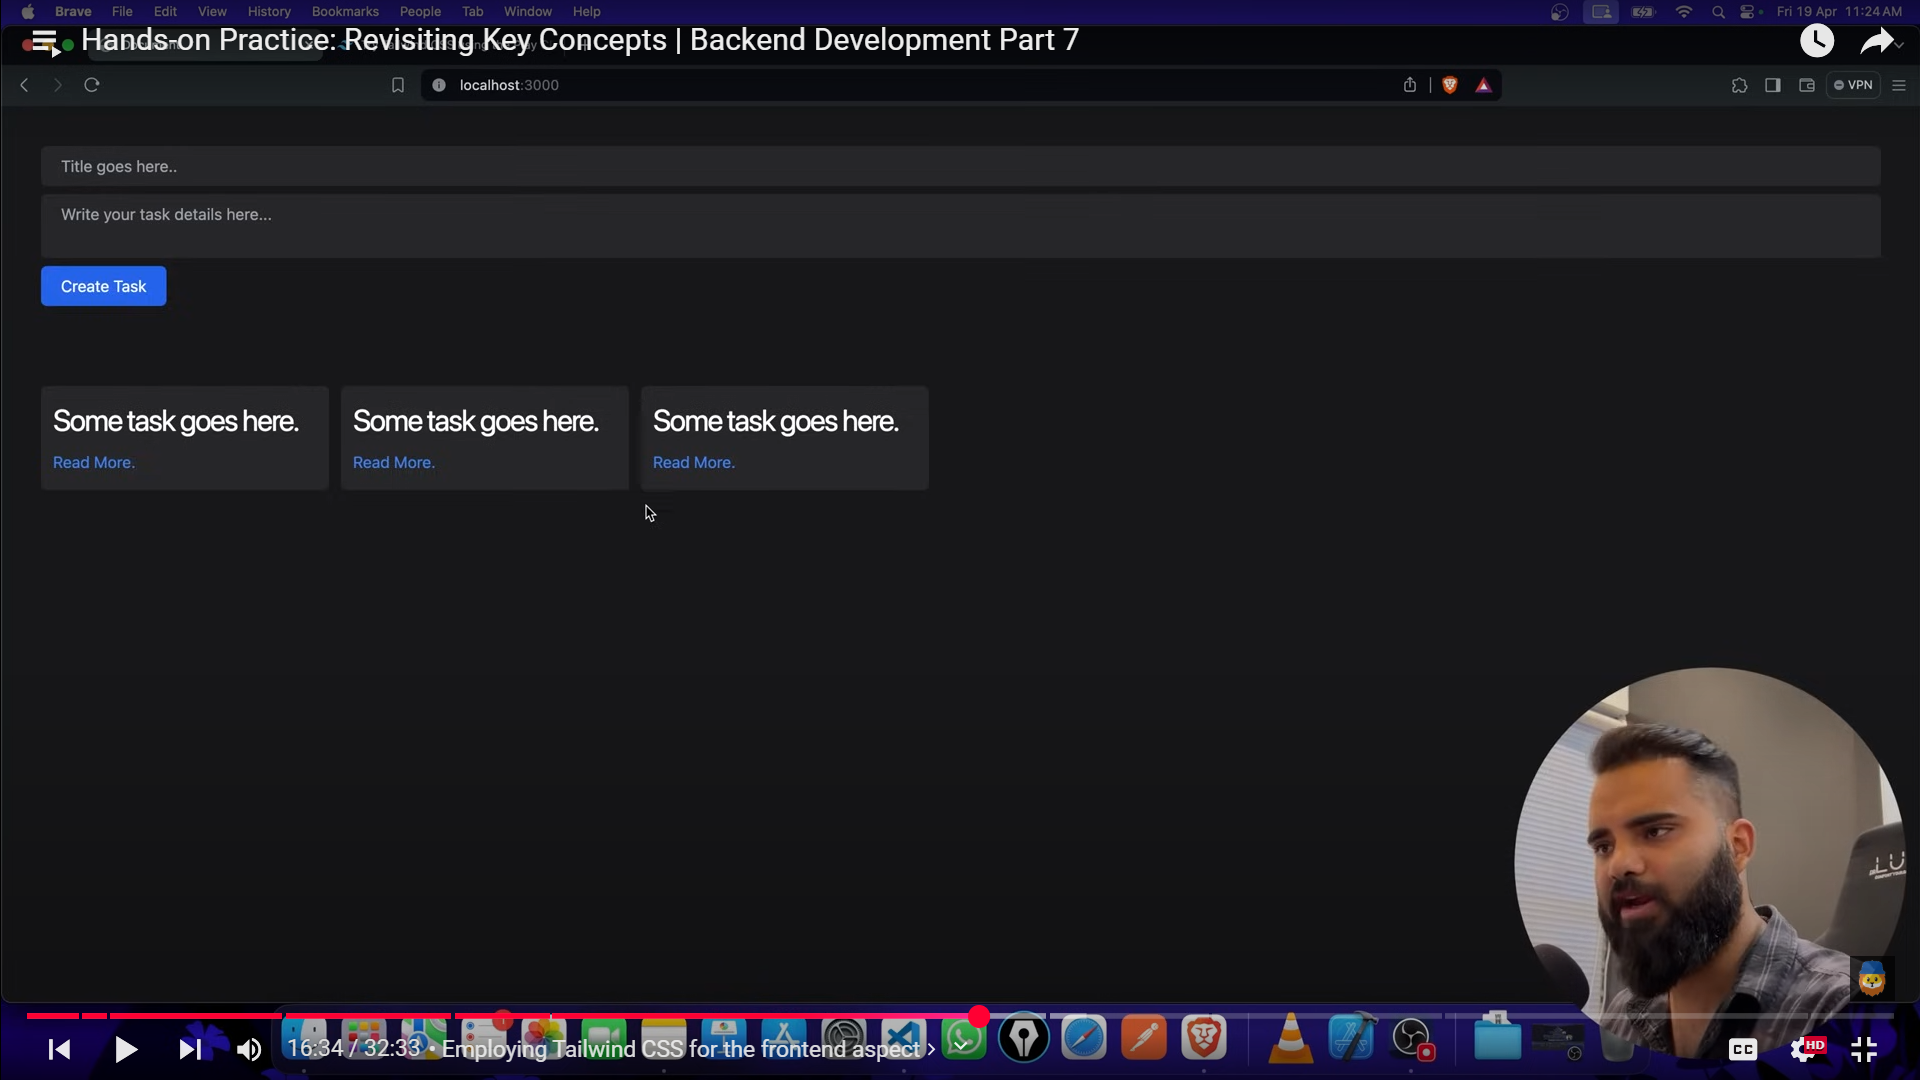 Brave File Edit View History Bookmarks People Tab Window Help Fri 19 Apr 11:24 AM
Hands-on Practice: Revisiting Key Concepts | Backend Development Part 7
localhost:3000
VPN
Title goes here..
Write your task details here...
Create Task
Some task goes here. Some task goes here. Some task goes here.
Read More. Read More. Read More.
16:34 / 32:33 • Employing Tailwind CSS for the frontend aspect
CC
HD